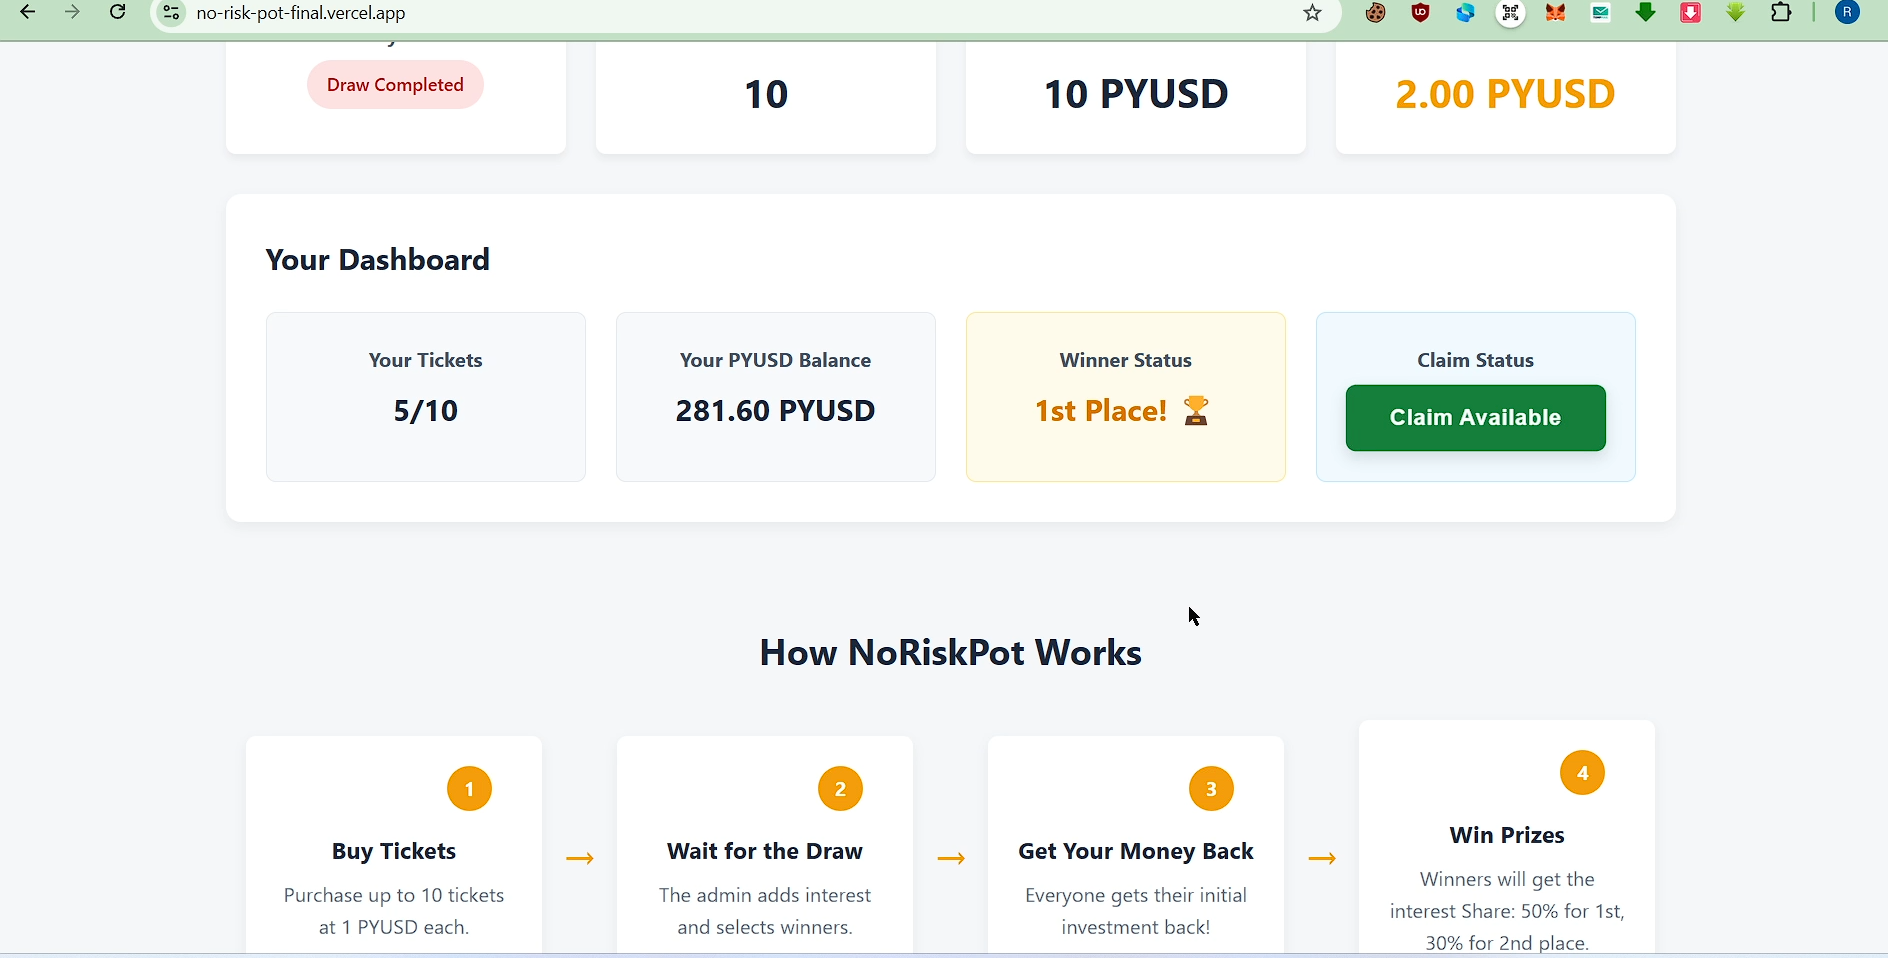 no-risk-pot-final.vercel.app
R
Draw Completed
10
10 PYUSD
2.00 PYUSD
Your Dashboard
Your Tickets
5/10
Your PYUSD Balance
281.60 PYUSD
Winner Status
1st Place! 🏆
Claim Status
Claim Available
How NoRiskPot Works
1
Buy Tickets
Purchase up to 10 tickets
at 1 PYUSD each.
2
Wait for the Draw
The admin adds interest
and selects winners.
3
Get Your Money Back
Everyone gets their initial
investment back!
4
Win Prizes
Winners will get the
interest Share: 50% for 1st,
30% for 2nd place.